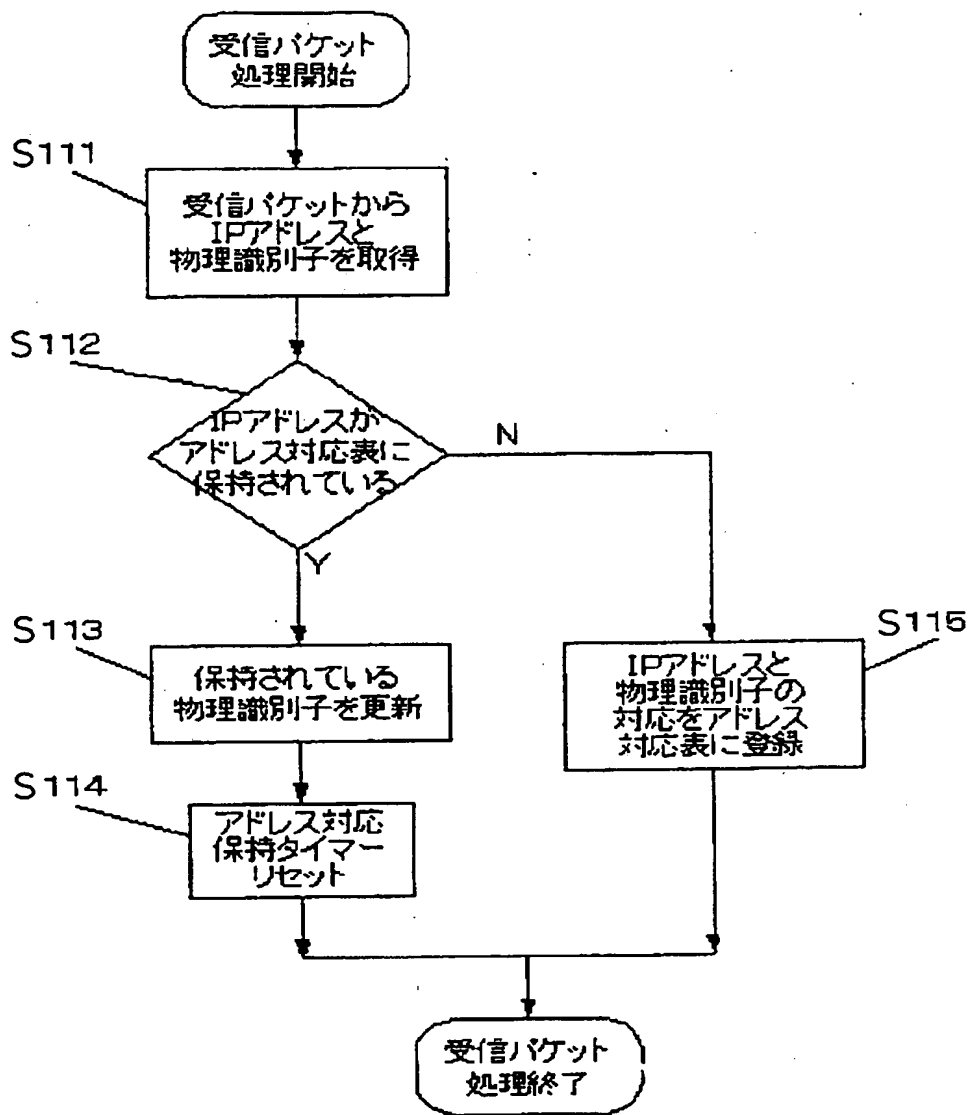 受信パケット
処理開始
S111
受信パケットから
IPアドレスと
物理識別子を取得
S112
IPアドレスが
アドレス対応表に
保持されている
N
Y
S113
保持されている
物理識別子を更新
S115
IPアドレスと
物理識別子の
対応をアドレス
対応表に登録
S114
アドレス対応
保持タイマー
リセット
受信パケット
処理終了